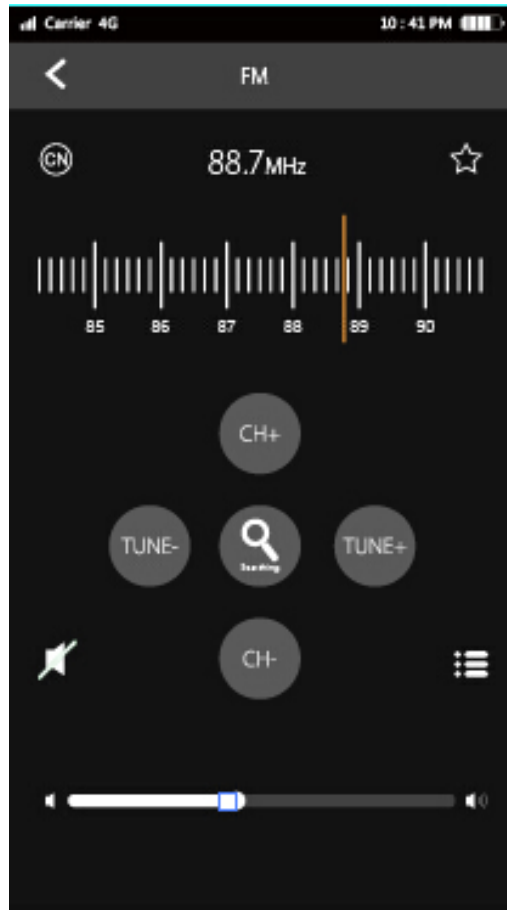 Carrier 4G 10:41 PM
FM
CN 88.7MHz
85 86 87 88 89 90
CH+
TUNE- Searching TUNE+
CH-